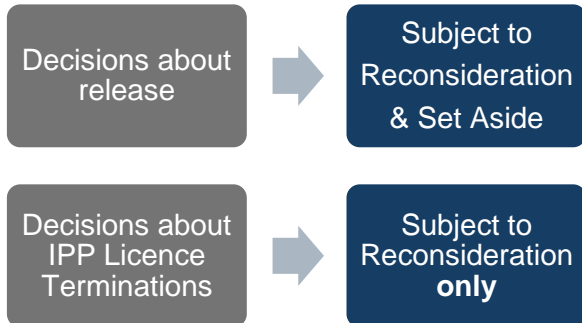 Decisions about
release
Subject to
Reconsideration
& Set Aside
Decisions about
IPP Licence
Terminations
Subject to
Reconsideration
only